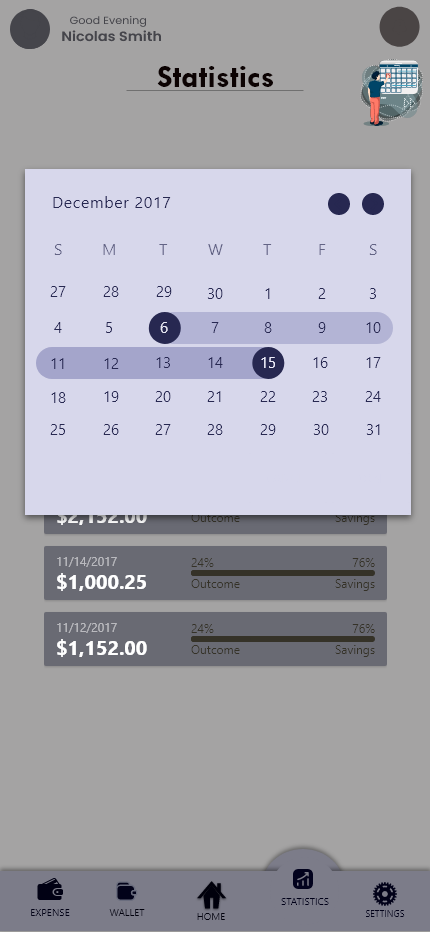 Good Evening
Nicolas Smith
Statistics
December 2017
S M T W T F S
27 28 29 30 1 2 3
4 5 6 7 8 9 10
11 12 13 14 15 16 17
18 19 20 21 22 23 24
25 26 27 28 29 30 31
$2,152.00 Outcome Savings
11/14/2017 24% 76%
$1,000.25 Outcome Savings
11/12/2017 24% 76%
$1,152.00 Outcome Savings
EXPENSE WALLET HOME STATISTICS SETTINGS